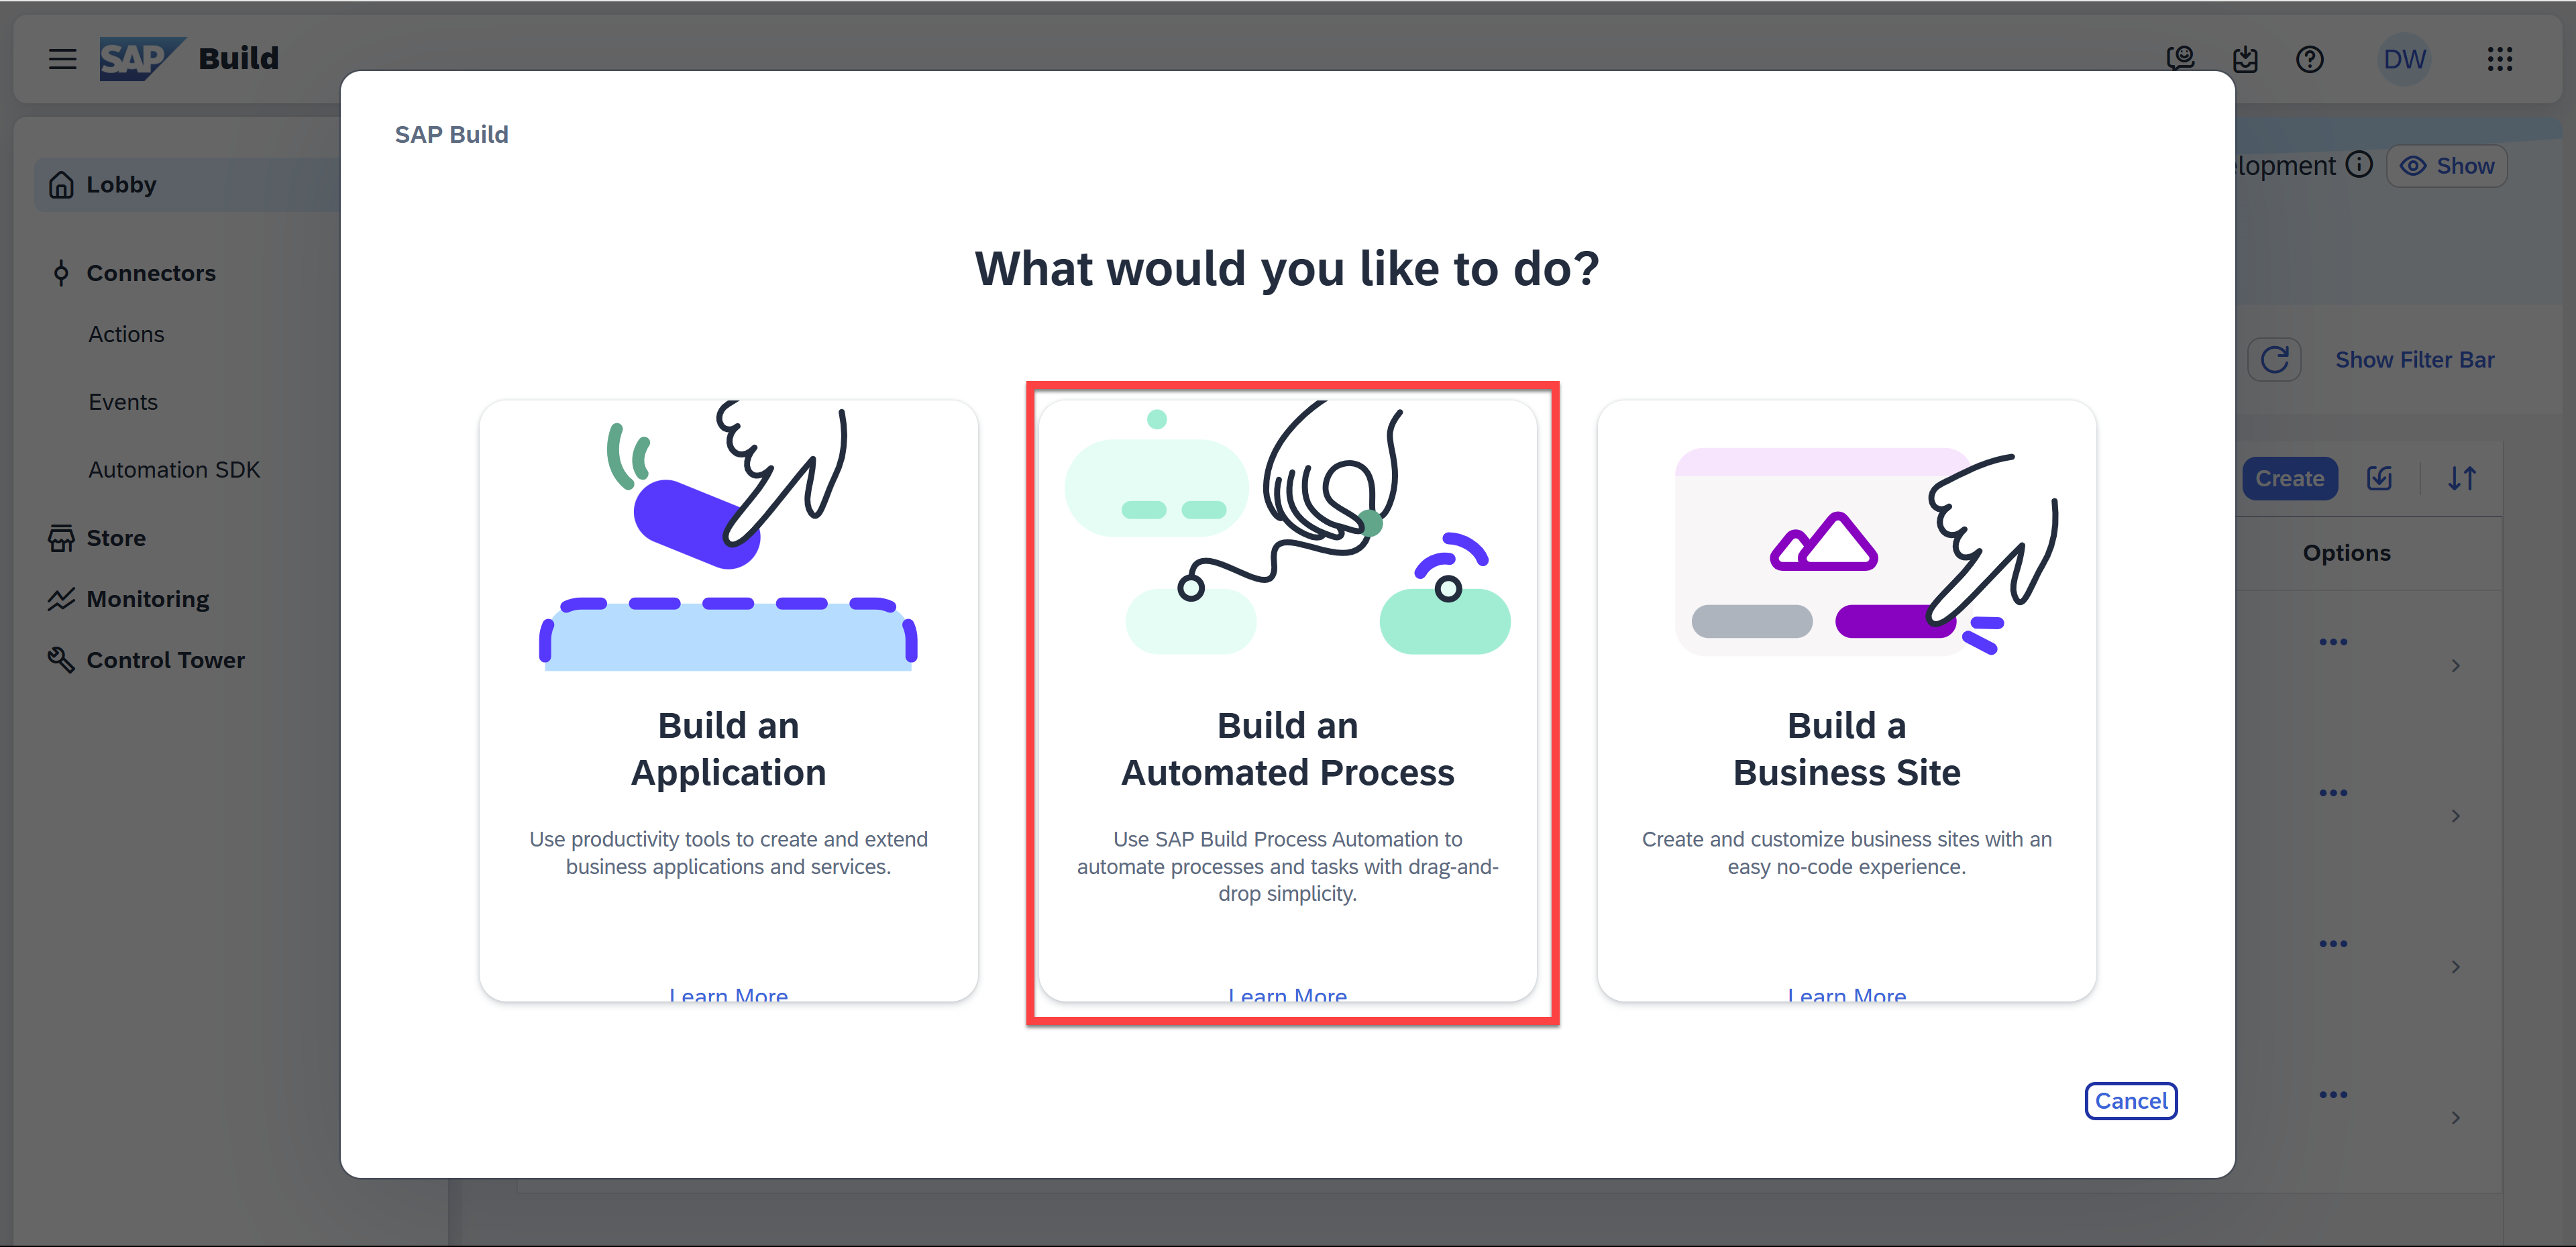 SAP Build
DW
lopment
Show
Lobby
Connectors
Actions
Events
Automation SDK
Store
Monitoring
Control Tower
Show Filter Bar
Create
Options
SAP Build
What would you like to do?
Build an
Application
Use productivity tools to create and extend
business applications and services.
Learn More
Build an
Automated Process
Use SAP Build Process Automation to
automate processes and tasks with drag-and-
drop simplicity.
Learn More
Build a
Business Site
Create and customize business sites with an
easy no-code experience.
Learn More
Cancel